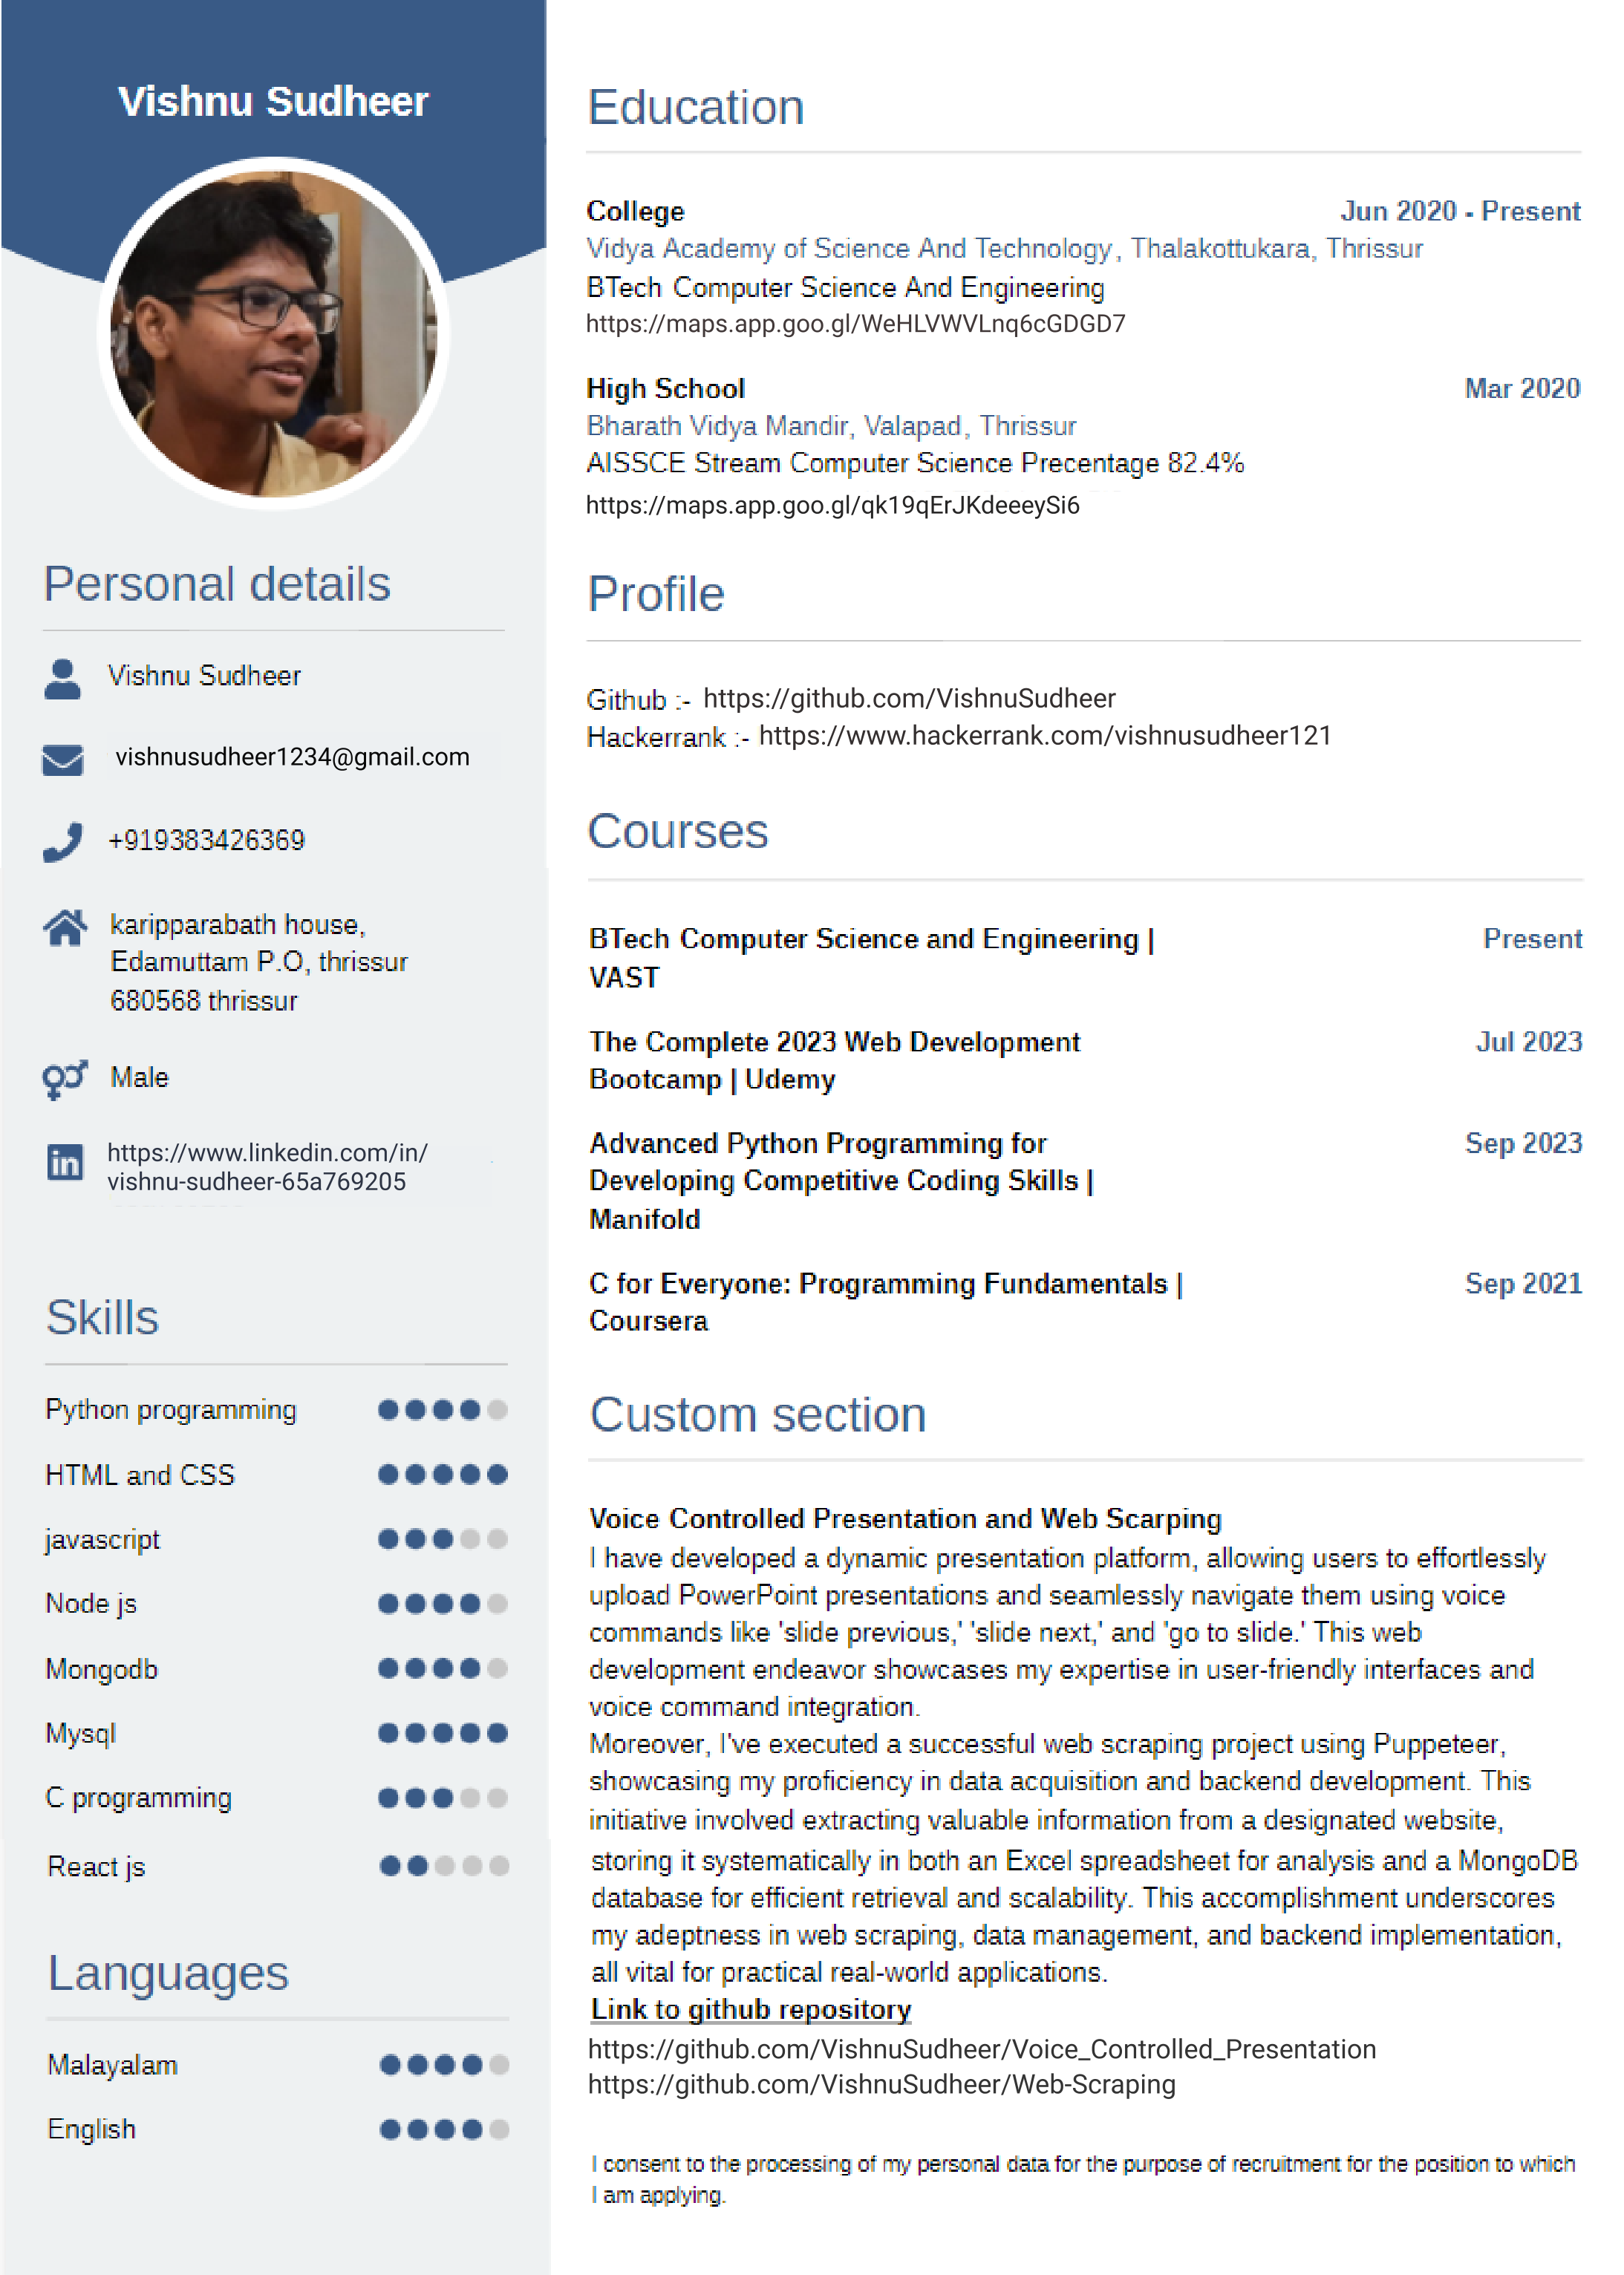 Vishnu Sudheer
Personal details
Vishnu Sudheer
vishnusudheer1234@gmail.com
+919383426369
karipparabath house,
Edamuttam P.O, thrissur
680568 thrissur
Male
https://www.linkedin.com/in/
vishnu-sudheer-65a769205
Skills
Python programming
HTML and CSS
javascript
Node js
Mongodb
Mysql
C programming
React js
Languages
Malayalam
English
Education
College Jun 2020 - Present
Vidya Academy of Science And Technology, Thalakottukara, Thrissur
BTech Computer Science And Engineering
https://maps.app.goo.gl/WeHLVWVLnq6cGDGD7
High School Mar 2020
Bharath Vidya Mandir, Valapad, Thrissur
AISSCE Stream Computer Science Precentage 82.4%
https://maps.app.goo.gl/qk19qErJKdeeeySi6
Profile
Github :- https://github.com/VishnuSudheer
Hackerrank :- https://www.hackerrank.com/vishnusudheer121
Courses
BTech Computer Science and Engineering | Present
VAST
The Complete 2023 Web Development Jul 2023
Bootcamp | Udemy
Advanced Python Programming for Sep 2023
Developing Competitive Coding Skills |
Manifold
C for Everyone: Programming Fundamentals | Sep 2021
Coursera
Custom section
Voice Controlled Presentation and Web Scarping
I have developed a dynamic presentation platform, allowing users to effortlessly
upload PowerPoint presentations and seamlessly navigate them using voice
commands like 'slide previous,' 'slide next,' and 'go to slide.' This web
development endeavor showcases my expertise in user-friendly interfaces and
voice command integration.
Moreover, I've executed a successful web scraping project using Puppeteer,
showcasing my proficiency in data acquisition and backend development. This
initiative involved extracting valuable information from a designated website,
storing it systematically in both an Excel spreadsheet for analysis and a MongoDB
database for efficient retrieval and scalability. This accomplishment underscores
my adeptness in web scraping, data management, and backend implementation,
all vital for practical real-world applications.
Link to github repository
https://github.com/VishnuSudheer/Voice_Controlled_Presentation
https://github.com/VishnuSudheer/Web-Scraping
I consent to the processing of my personal data for the purpose of recruitment for the position to which
I am applying.